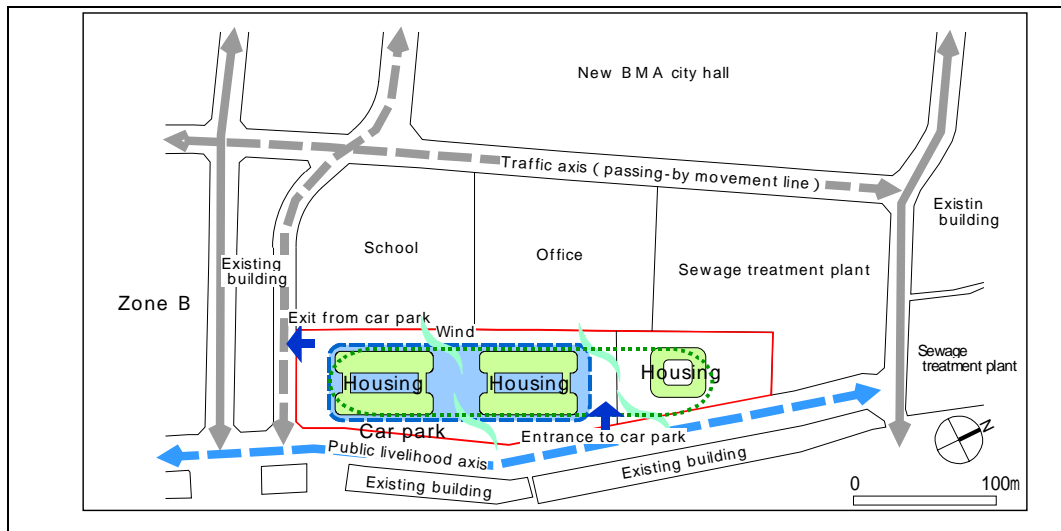 New BMA city hall
Traffic axis ( passing-by movement line )
Existin
building
School
Office
Sewage treatment plant
Existing
building
Zone B
Exit from car park
Wind
Sewage
treatment plant
Housing
Housing
Housing
Car park
Entrance to car park
Public livelihood axis
Existing building
Existing building
N
0
100m